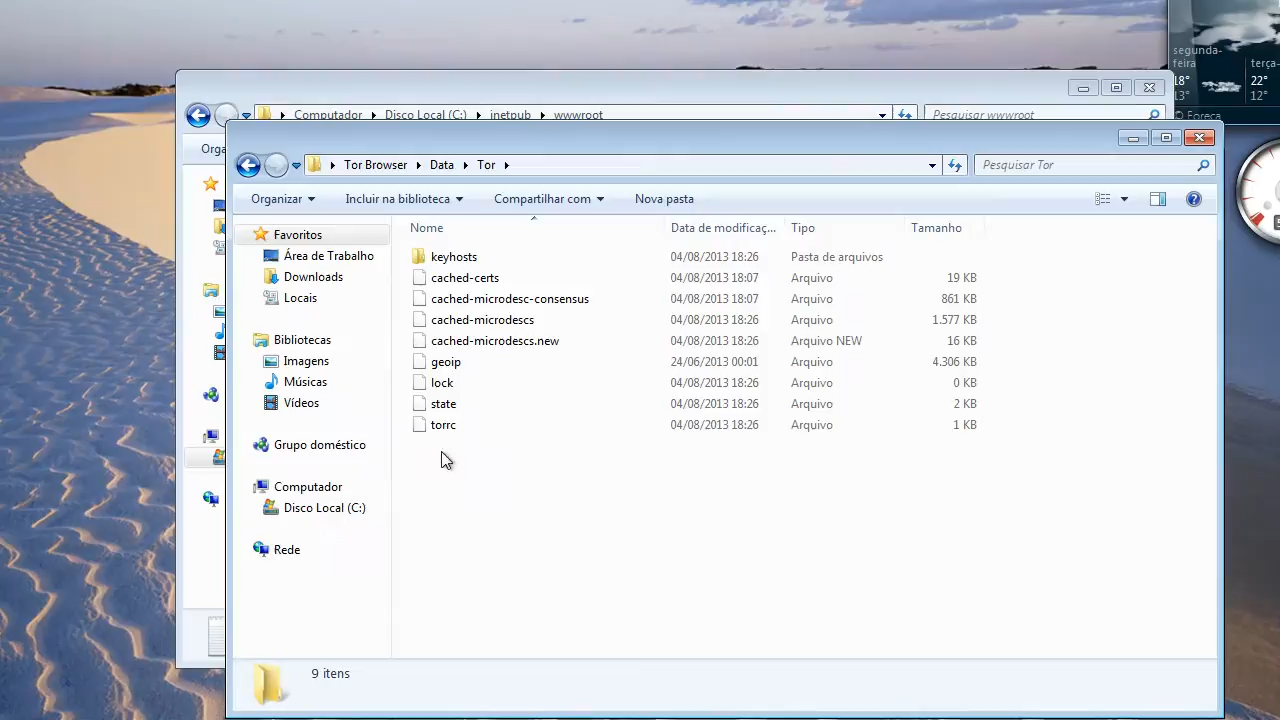 segunda-
feira
terça-
18°
22°
13°
12°
© Foreca
Computador Disco Local (C:) inetpub wwwroot
Pesquisar wwwroot
Orga
Tor Browser Data Tor
Pesquisar Tor
Organizar Incluir na biblioteca Compartilhar com Nova pasta
Favoritos
Área de Trabalho
Downloads
Locais
Bibliotecas
Imagens
Músicas
Vídeos
Grupo doméstico
Computador
Disco Local (C:)
Rede
Nome Data de modificaç... Tipo Tamanho
keyhosts 04/08/2013 18:26 Pasta de arquivos
cached-certs 04/08/2013 18:07 Arquivo 19 KB
cached-microdesc-consensus 04/08/2013 18:07 Arquivo 861 KB
cached-microdescs 04/08/2013 18:26 Arquivo 1.577 KB
cached-microdescs.new 04/08/2013 18:26 Arquivo NEW 16 KB
geoip 24/06/2013 00:01 Arquivo 4.306 KB
lock 04/08/2013 18:26 Arquivo 0 KB
state 04/08/2013 18:26 Arquivo 2 KB
torrc 04/08/2013 18:26 Arquivo 1 KB
9 itens